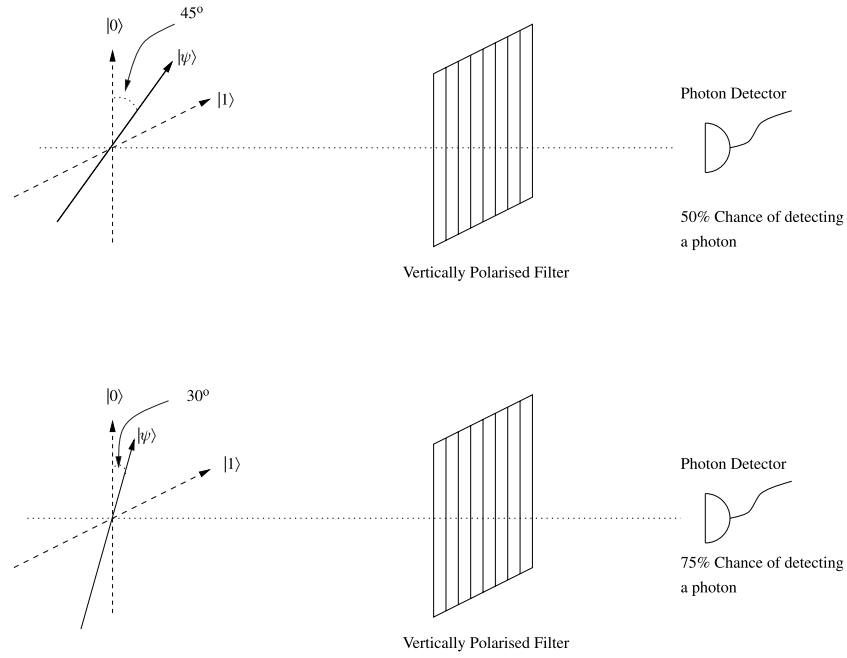 45º
|0⟩
|ψ⟩
|1⟩
Photon Detector
50% Chance of detecting
a photon
Vertically Polarised Filter
30º
|0⟩
|ψ⟩
|1⟩
Photon Detector
75% Chance of detecting
a photon
Vertically Polarised Filter